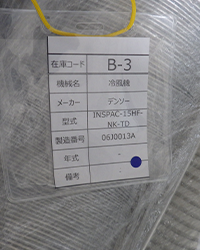 在庫コード B-3
機械名 冷風機
メーカー デンソー
型式 INSPAC-15HF-
NK-TD
製造番号 06J0013A
年式 -
備考